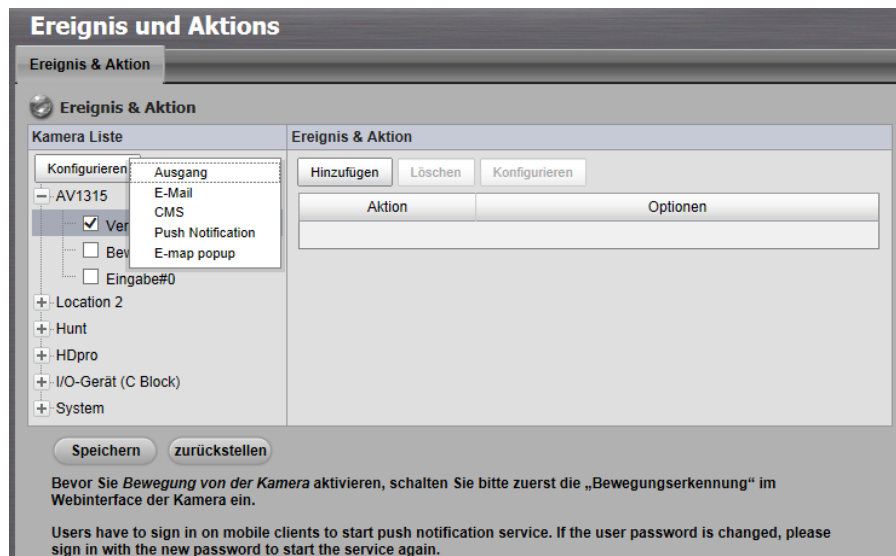 Ereignis und Aktions
Ereignis & Aktion
Ereignis & Aktion
Kamera Liste
Ereignis & Aktion
Konfigurieren
Ausgang
E-Mail
CMS
Push Notification
E-map popup
Hinzufügen
Löschen
Konfigurieren
Aktion
Optionen
AV1315
Ver
Bew
Eingabe#0
Location 2
Hunt
HDpro
I/O-Gerät (C Block)
System
Speichern
zurückstellen
Bevor Sie Bewegung von der Kamera aktivieren, schalten Sie bitte zuerst die „Bewegungserkennung" im
Webinterface der Kamera ein.
Users have to sign in on mobile clients to start push notification service. If the user password is changed, please
sign in with the new password to start the service again.